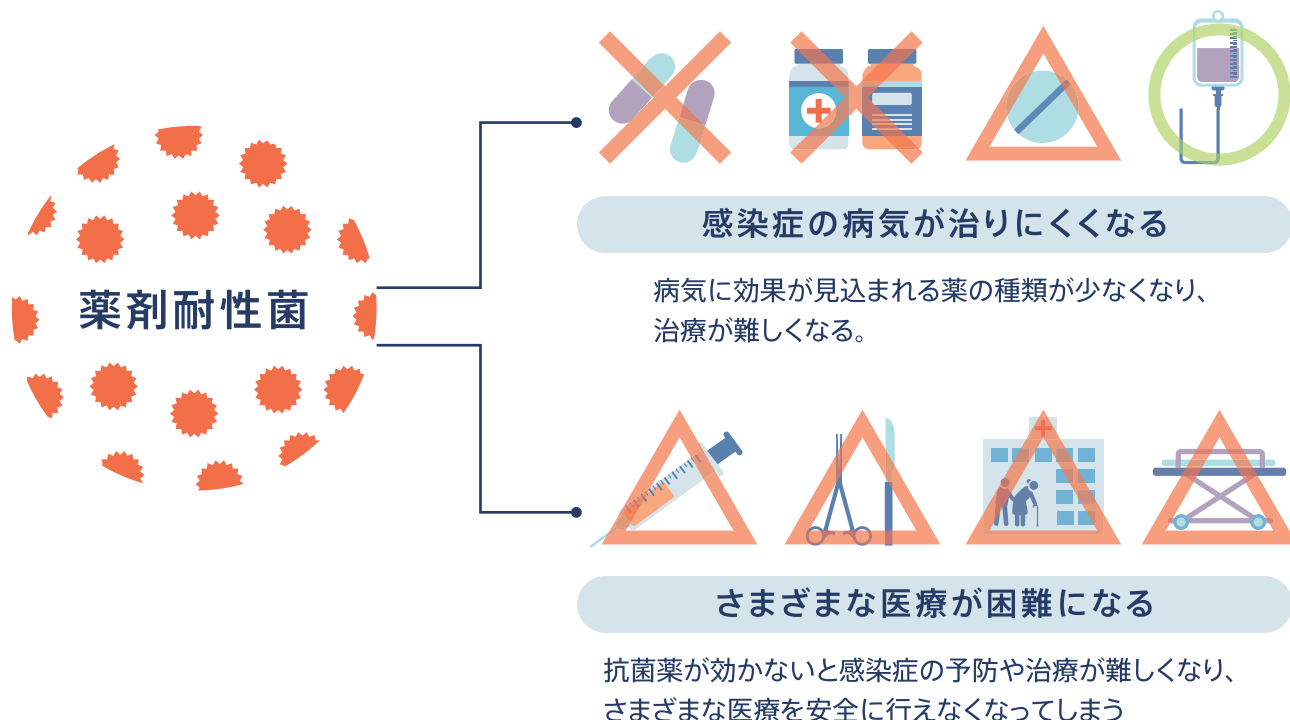 薬剤耐性菌
感染症の病気が治りにくくなる
病気に効果が見込まれる薬の種類が少なくなり、
治療が難しくなる。
さまざまな医療が困難になる
抗菌薬が効かないと感染症の予防や治療が難しくなり、
さまざまな医療を安全に行えなくなってしまう